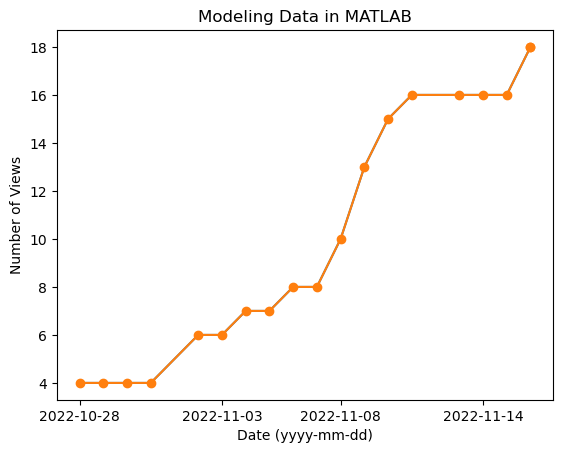 Modeling Data in MATLAB
18
16
14
12
10
8
6
4
Number of Views
2022-10-28 2022-11-03 2022-11-08 2022-11-14
Date (yyyy-mm-dd)